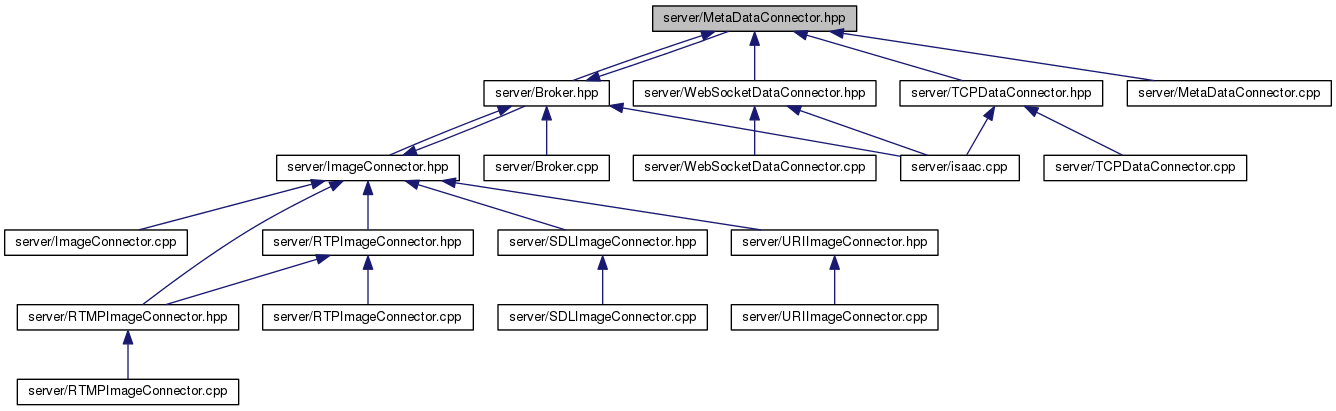 server/MetaDataConnector.hpp
server/Broker.hpp
server/WebSocketDataConnector.hpp
server/TCPDataConnector.hpp
server/MetaDataConnector.cpp
server/ImageConnector.hpp
server/Broker.cpp
server/WebSocketDataConnector.cpp
server/isaac.cpp
server/TCPDataConnector.cpp
server/ImageConnector.cpp
server/RTPImageConnector.hpp
server/SDLImageConnector.hpp
server/URIImageConnector.hpp
server/RTMPImageConnector.hpp
server/RTPImageConnector.cpp
server/SDLImageConnector.cpp
server/URIImageConnector.cpp
server/RTMPImageConnector.cpp